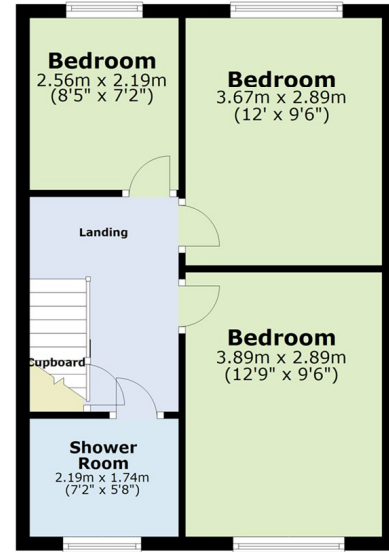 Bedroom
2.56m x 2.19m
(8'5" x 7'2")
Bedroom
3.67m x 2.89m
(12' x 9'6")
Landing
Cupboard
Bedroom
3.89m x 2.89m
(12'9" x 9'6")
Shower
Room
2.19m x 1.74m
(7'2" x 5'8")